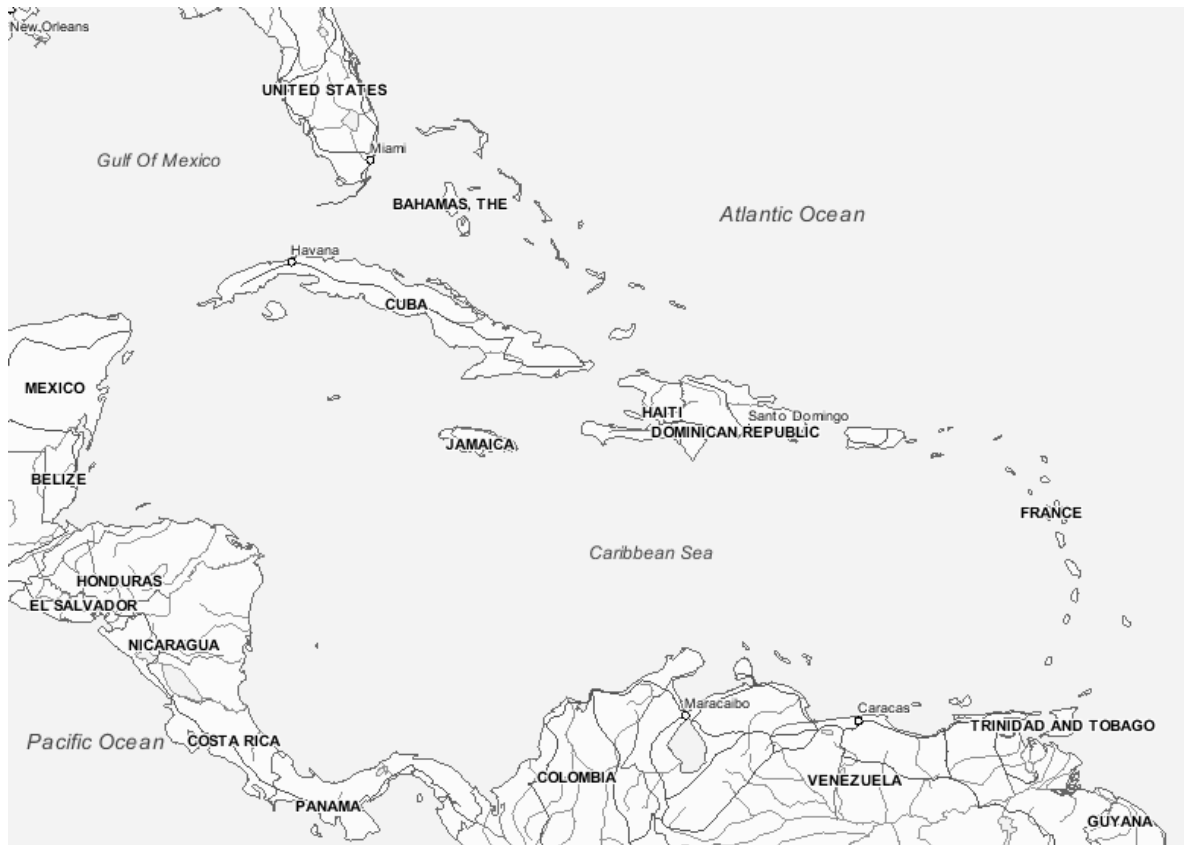 New Orleans
UNITED STATES
Miami
Gulf Of Mexico
BAHAMAS, THE
Atlantic Ocean
Havana
CUBA
MEXICO
HAITI
Santo Domingo
DOMINICAN REPUBLIC
JAMAICA
BELIZE
FRANCE
Caribbean Sea
HONDURAS
EL SALVADOR
NICARAGUA
Maracaibo
Caracas
TRINIDAD AND TOBAGO
Pacific Ocean
COSTA RICA
COLOMBIA
VENEZUELA
PANAMA
GUYANA